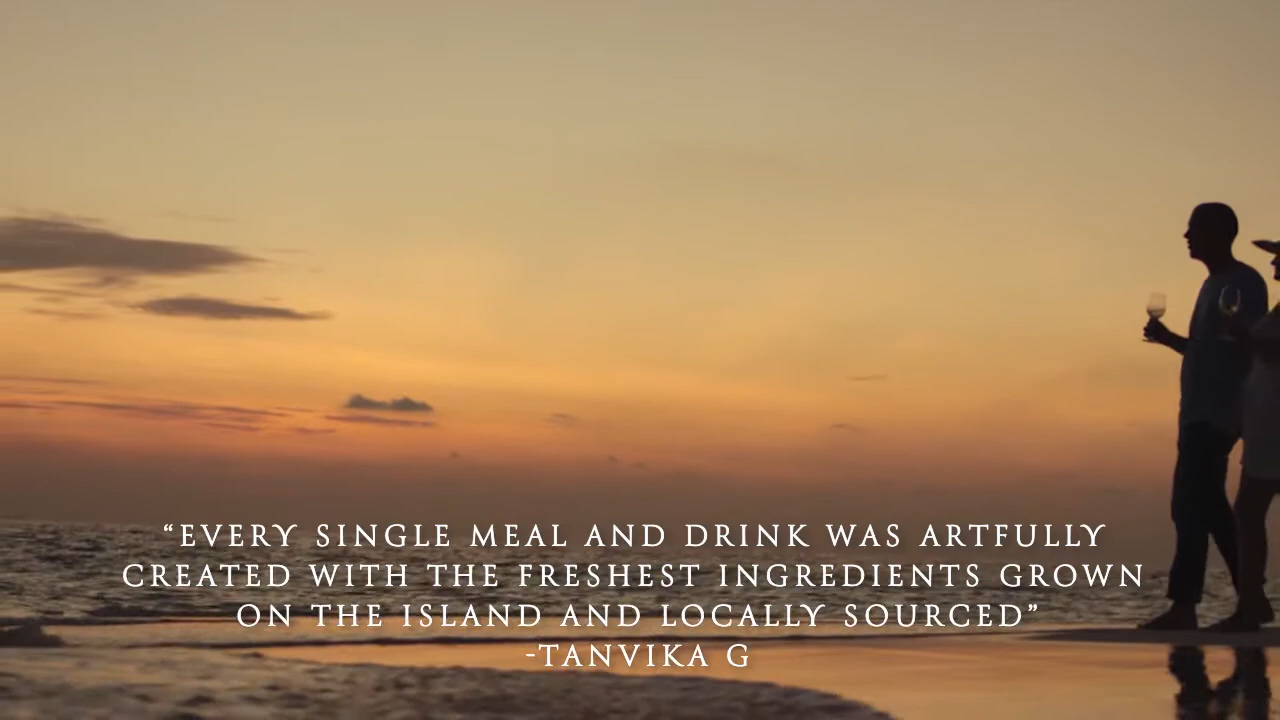 “EVERY SINGLE MEAL AND DRINK WAS ARTFULLY
CREATED WITH THE FRESHEST INGREDIENTS GROWN
ON THE ISLAND AND LOCALLY SOURCED”
-TANVIKA G